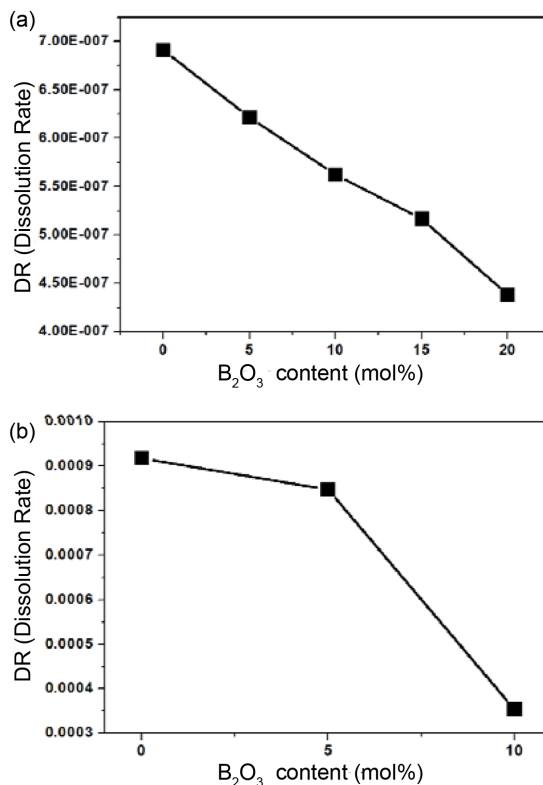 (a)
7.00E-007
6.50E-007
6.00E-007
5.50E-007
5.00E-007
4.50E-007
4.00E-007
DR (Dissolution Rate)
0 5 10 15 20
B₂O₃ content (mol%)
(b)
0.0010
0.0009
0.0008
0.0007
0.0006
0.0005
0.0004
0.0003
DR (Dissolution Rate)
0 5 10
B₂O₃ content (mol%)